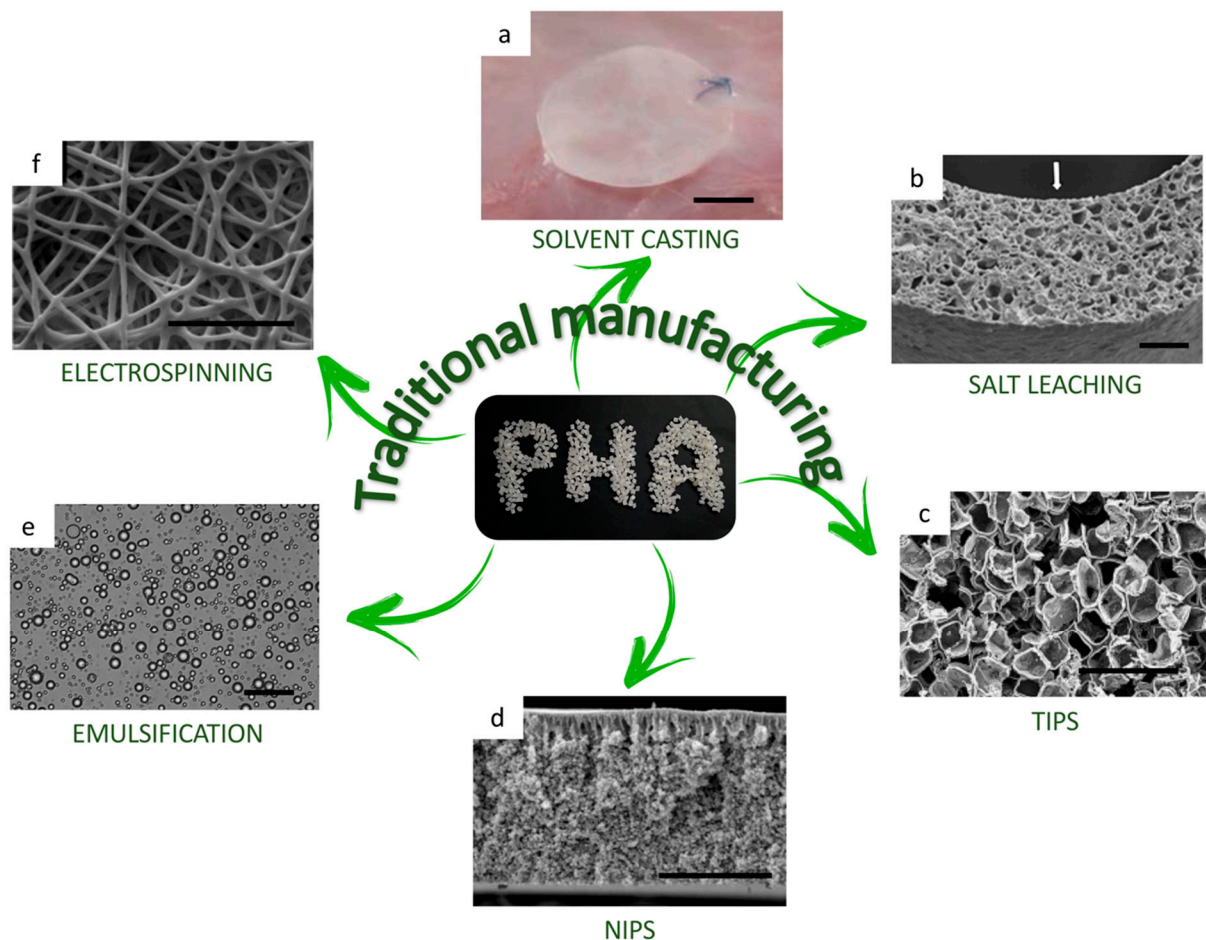 a
SOLVENT CASTING
b
SALT LEACHING
c
TIPS
d
NIPS
e
EMULSIFICATION
f
ELECTROSPINNING
Traditional manufacturing
PHA